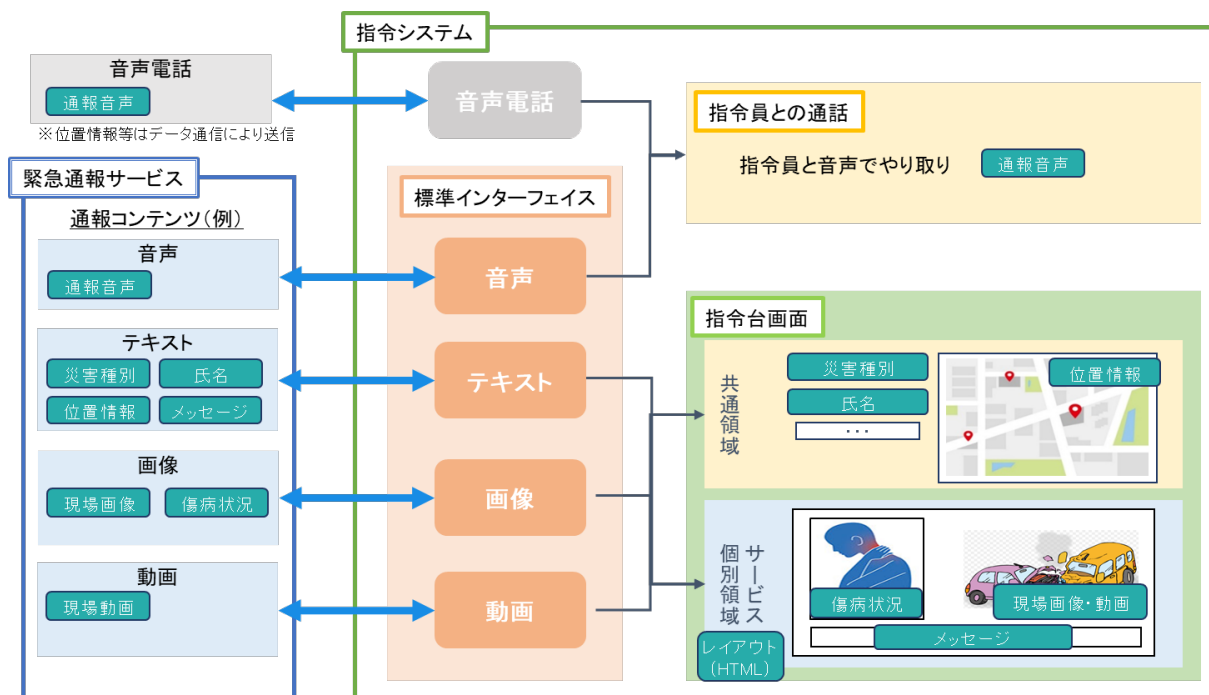 指令システム
音声電話
通報音声
※位置情報等はデータ通信により送信
音声電話
指令員との通話
指令員と音声でやり取り
通報音声
緊急通報サービス
通報コンテンツ(例)
標準インターフェイス
音声
通報音声
音声
テキスト
災害種別
氏名
位置情報
メッセージ
テキスト
画像
現場画像
傷病状況
画像
動画
現場動画
動画
指令台画面
共通領域
災害種別
氏名
・・・
位置情報
サービス
個別領域
傷病状況
現場画像・動画
メッセージ
レイアウト
(HTML)